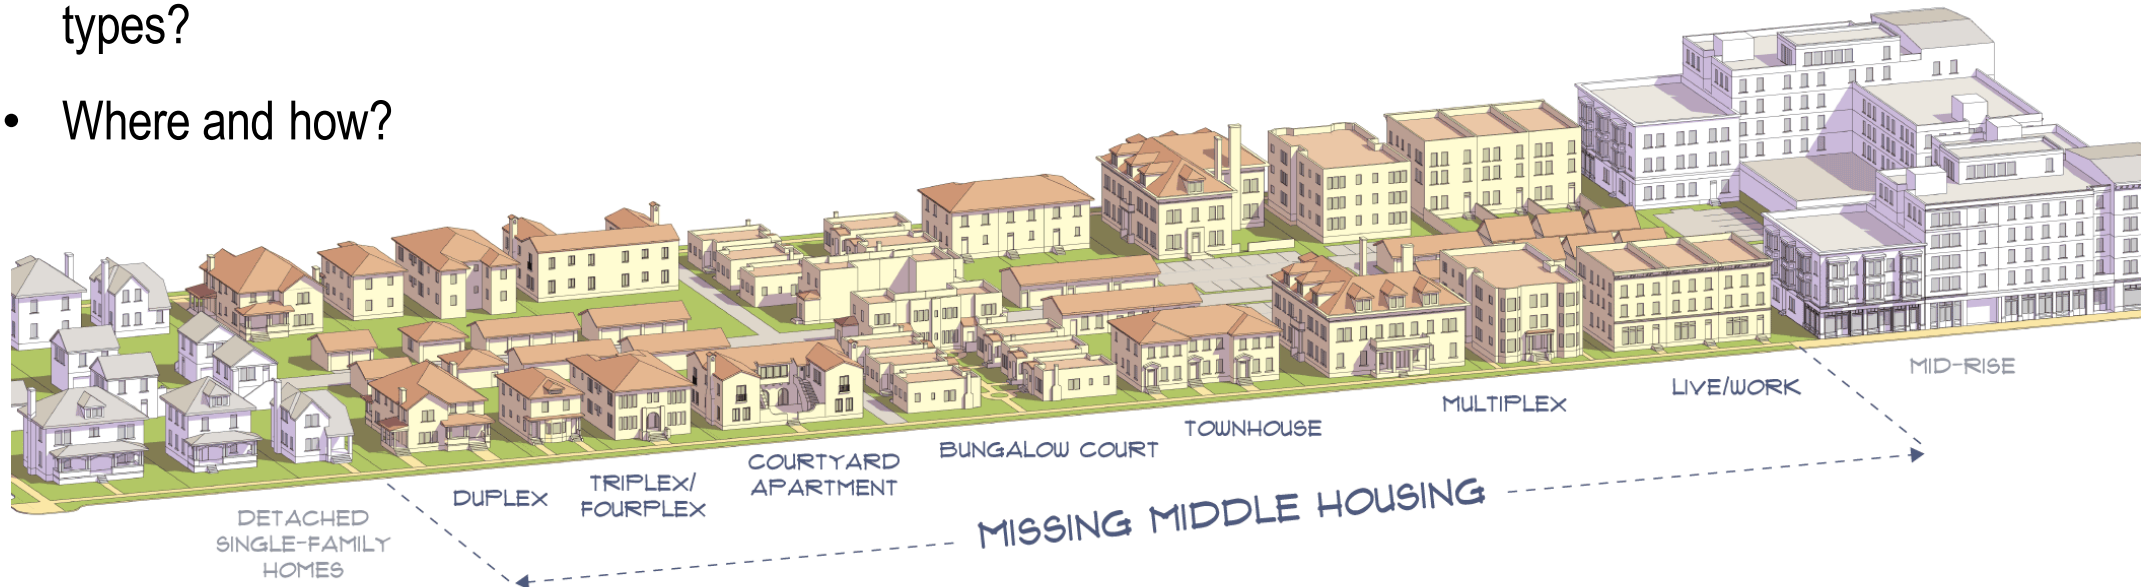 types?
• Where and how?
DETACHED
SINGLE-FAMILY
HOMES
DUPLEX
TRIPLEX/
FOURPLEX
COURTYARD
APARTMENT
BUNGALOW COURT
TOWNHOUSE
MULTIPLEX
LIVE/WORK
MID-RISE
MISSING MIDDLE HOUSING